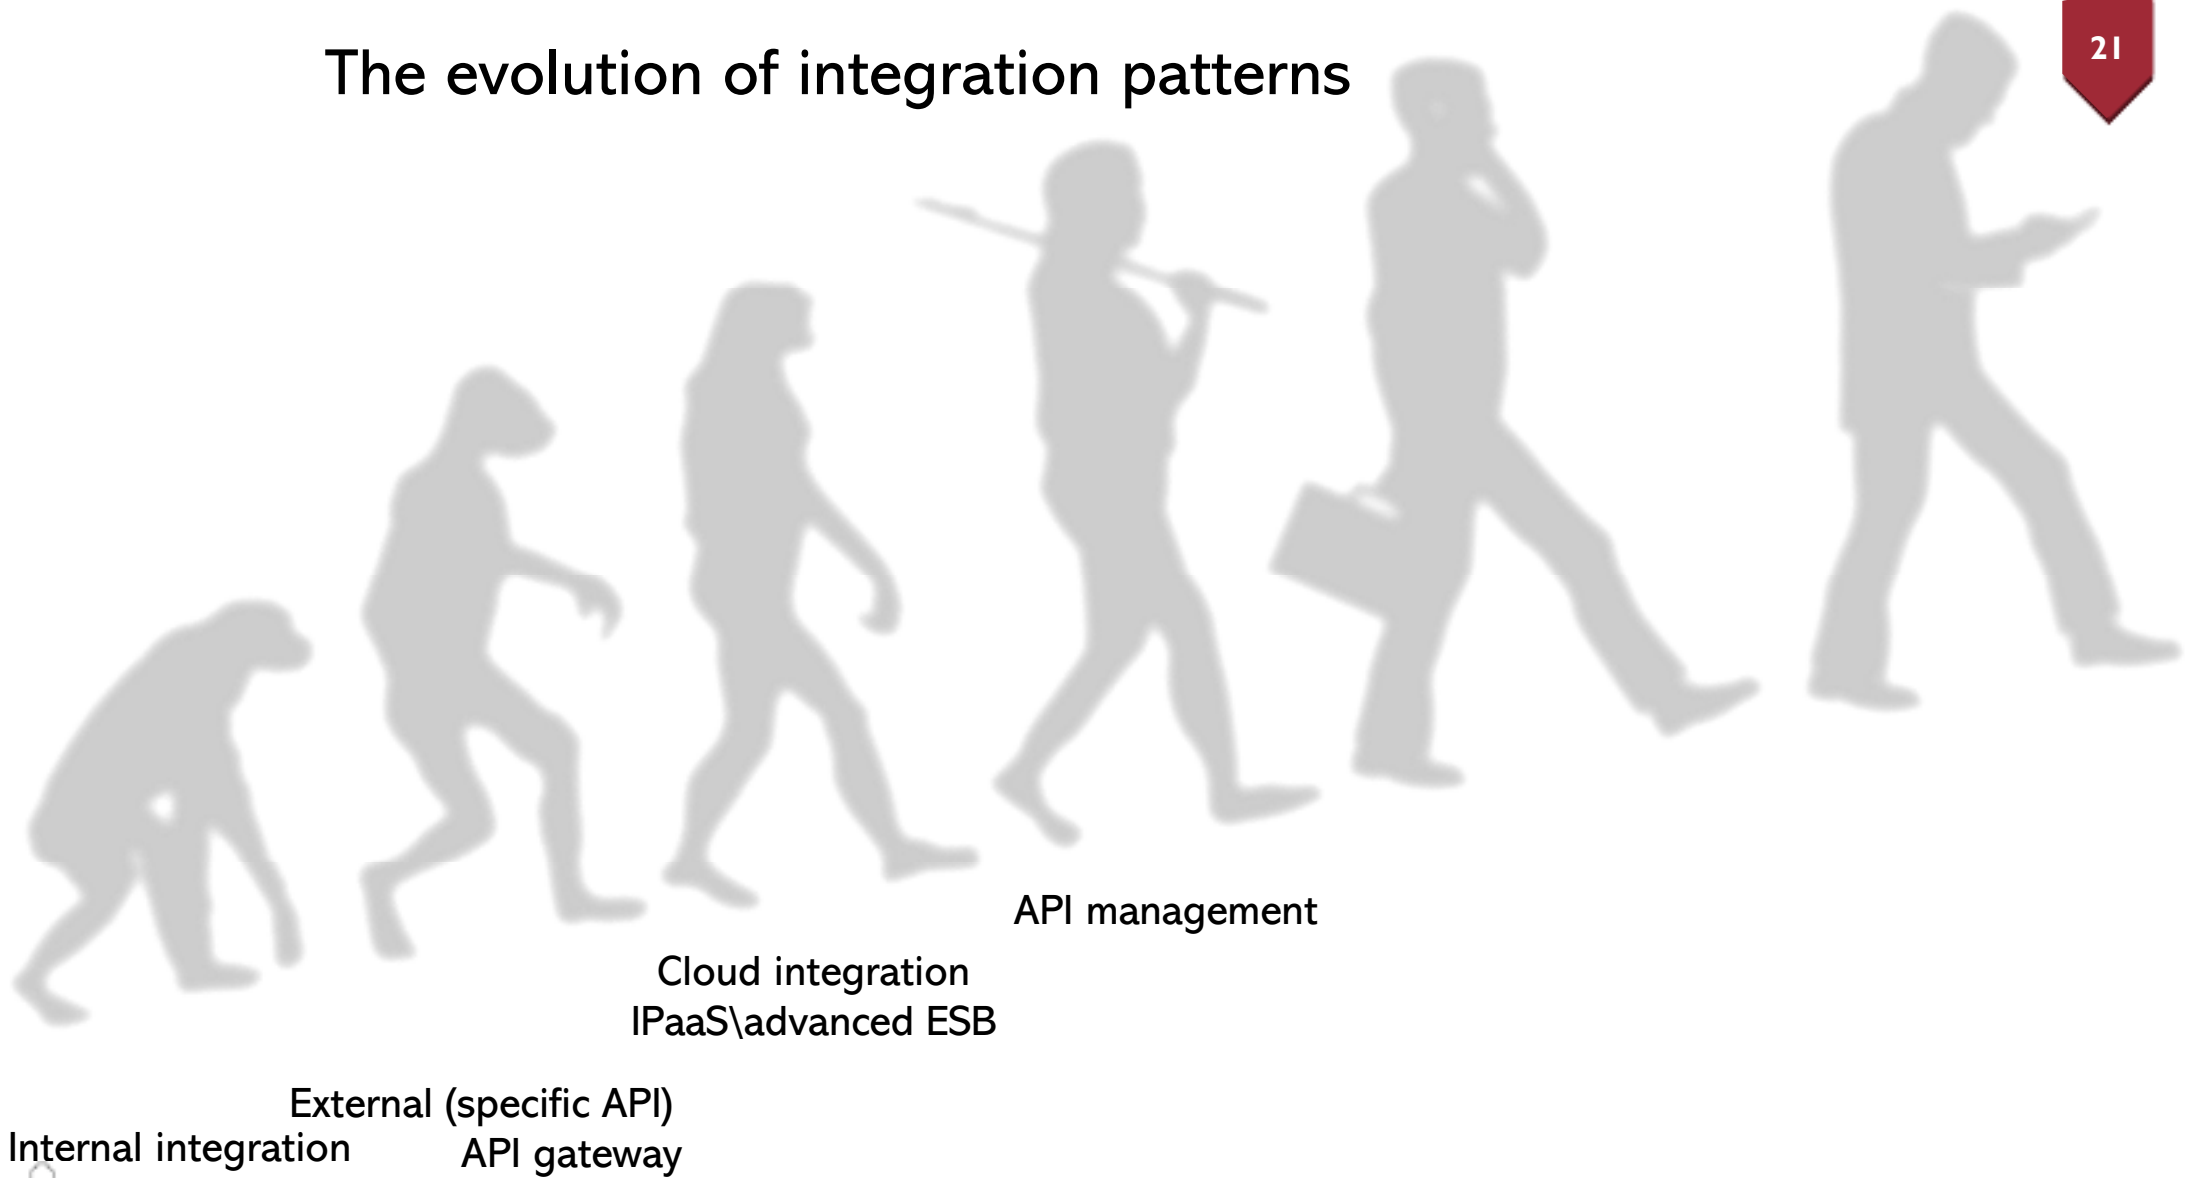 The evolution of integration patterns
21
API management
Cloud integration
IPaaS\advanced ESB
External (specific API)
API gateway
Internal integration